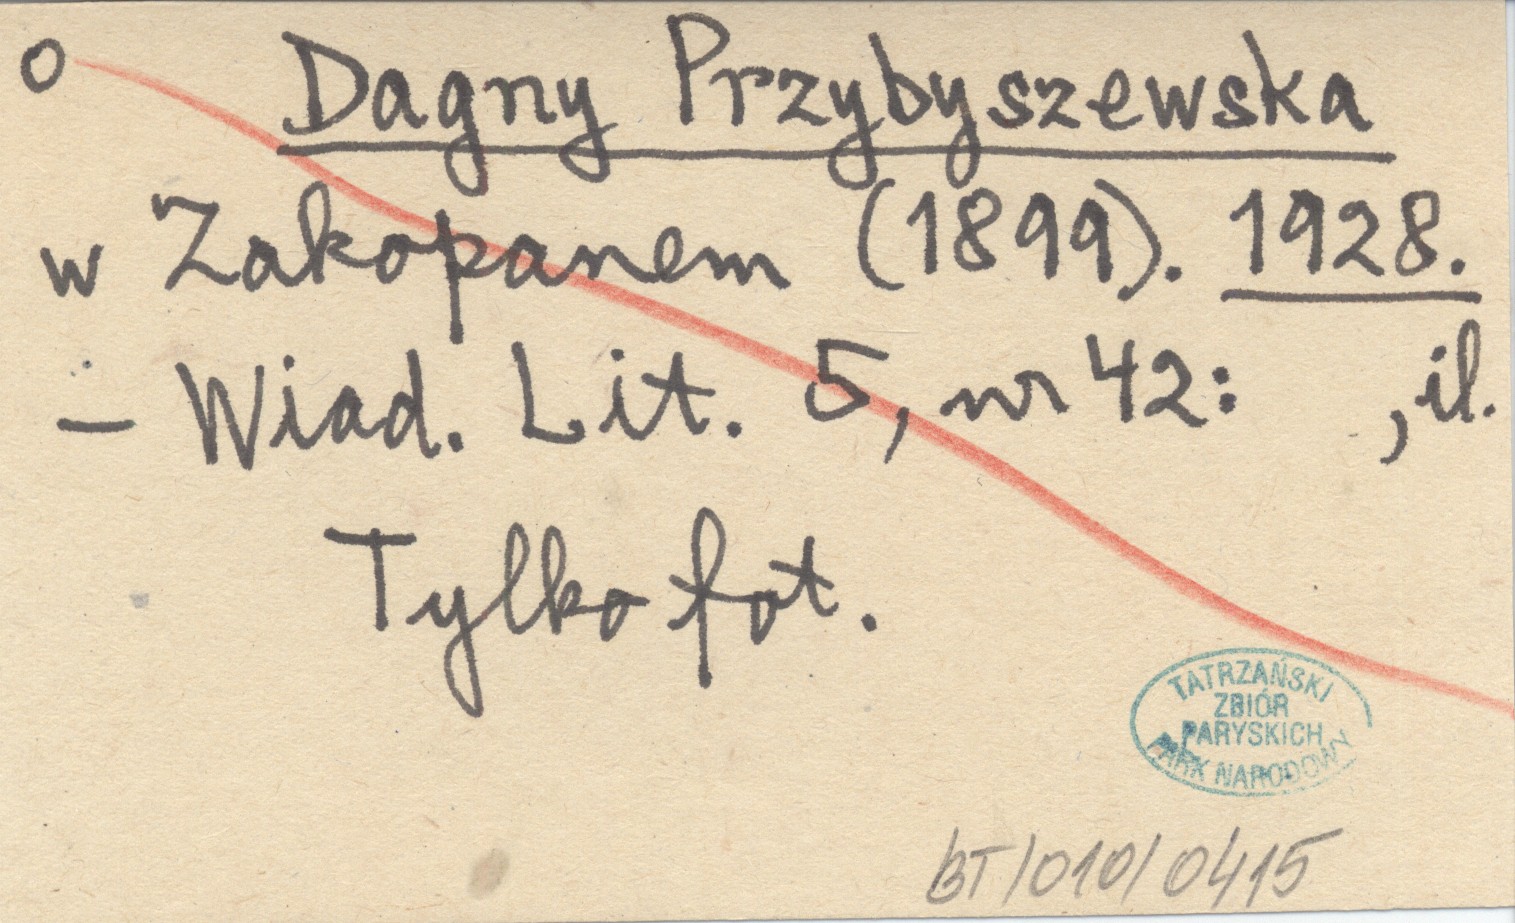 o Dagny Przybyszewska
w Zakopanem (1899). 1928.
– Wiad. Lit. 5, nr 42: , il.
Tylko fot.
TATRZAŃSKI
ZBIÓR
PARYSKICH
PARK NARODOWY
BT/010/0415